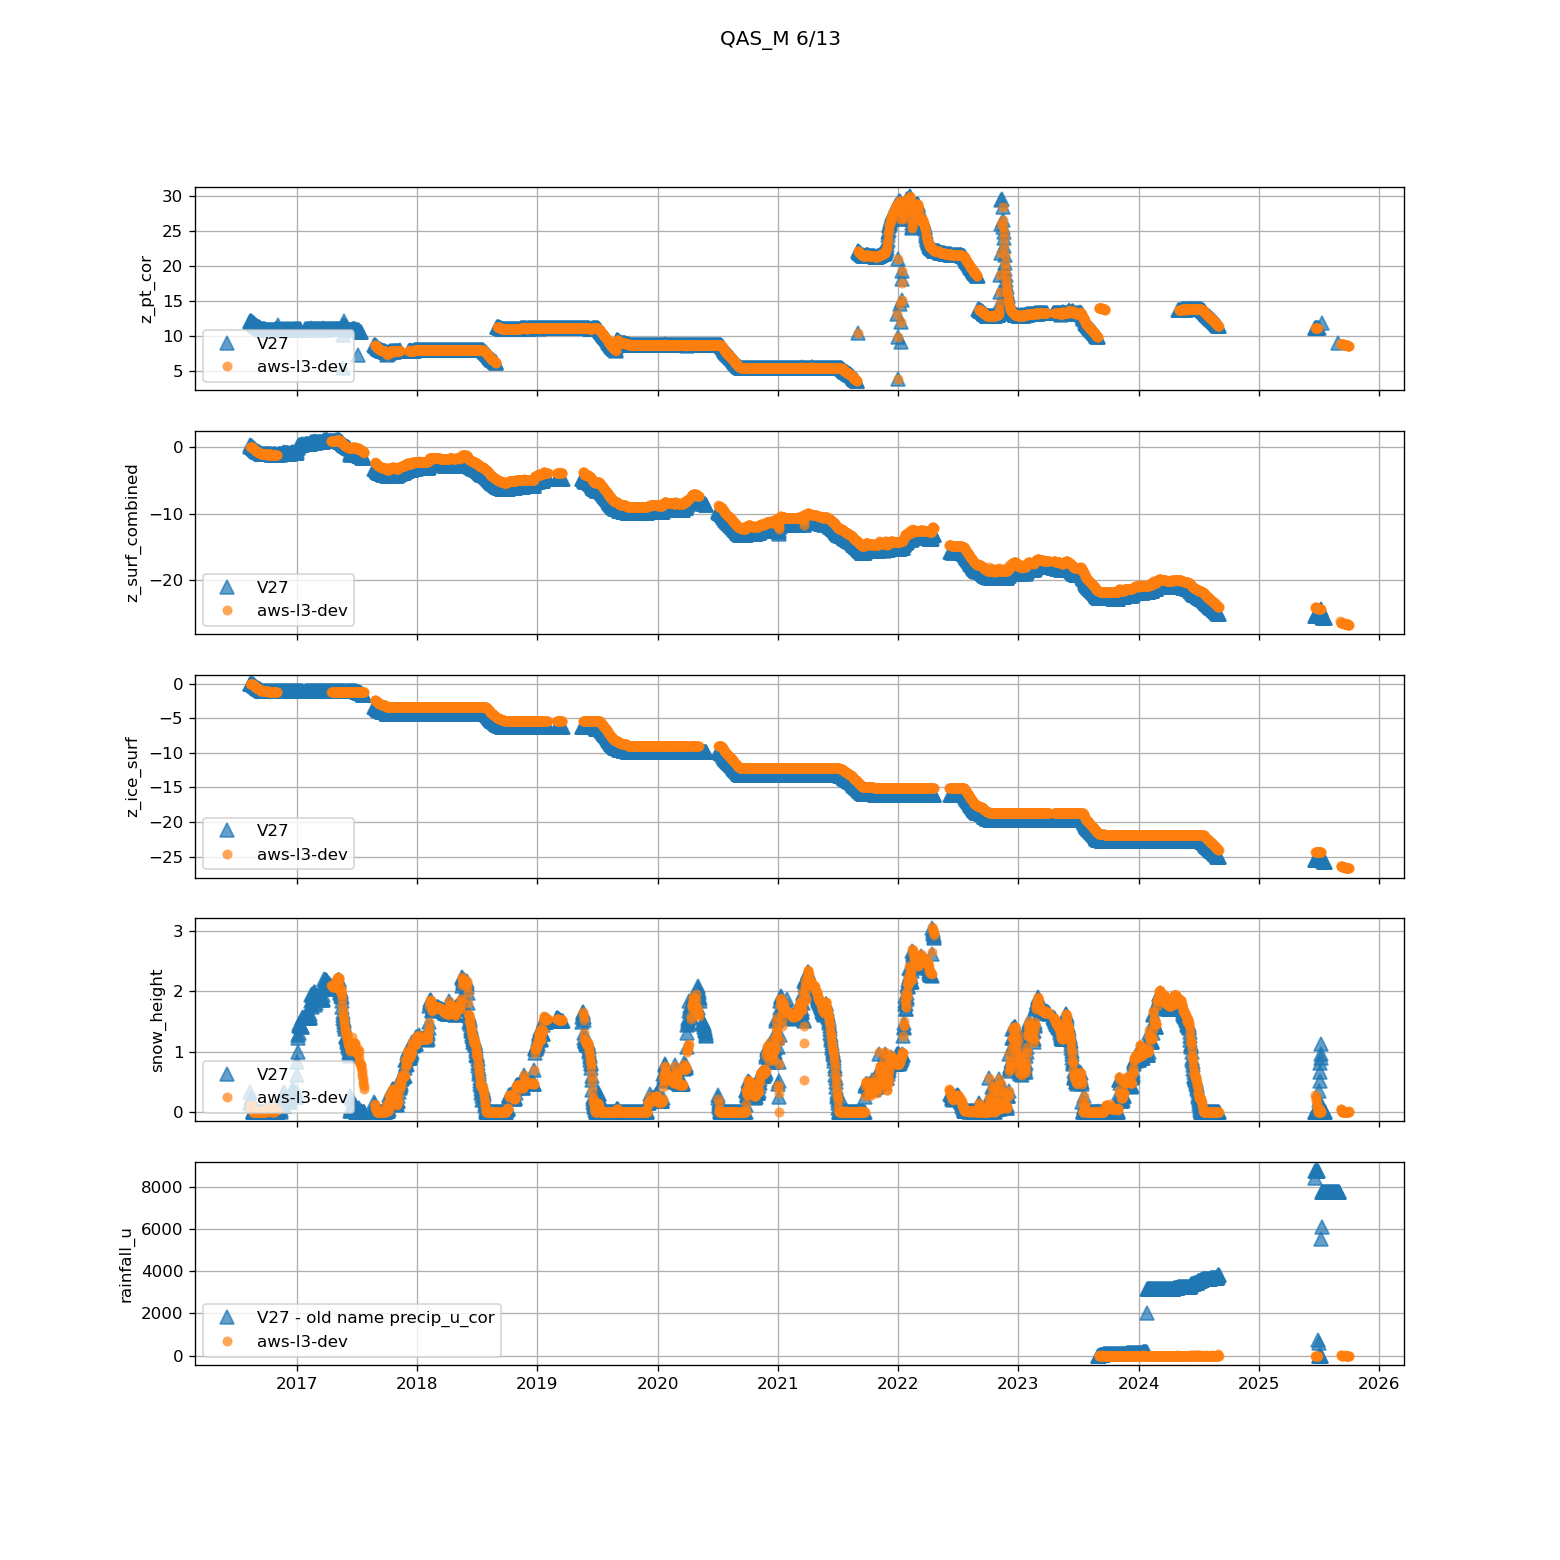 QAS_M 6/13
z_pt_cor
30
25
20
15
10
5
V27
aws-l3-dev
z_surf_combined
0
−10
−20
V27
aws-l3-dev
z_ice_surf
0
−5
−10
−15
−20
−25
V27
aws-l3-dev
snow_height
3
2
1
0
V27
aws-l3-dev
rainfall_u
8000
6000
4000
2000
0
V27 - old name precip_u_cor
aws-l3-dev
2017 2018 2019 2020 2021 2022 2023 2024 2025 2026